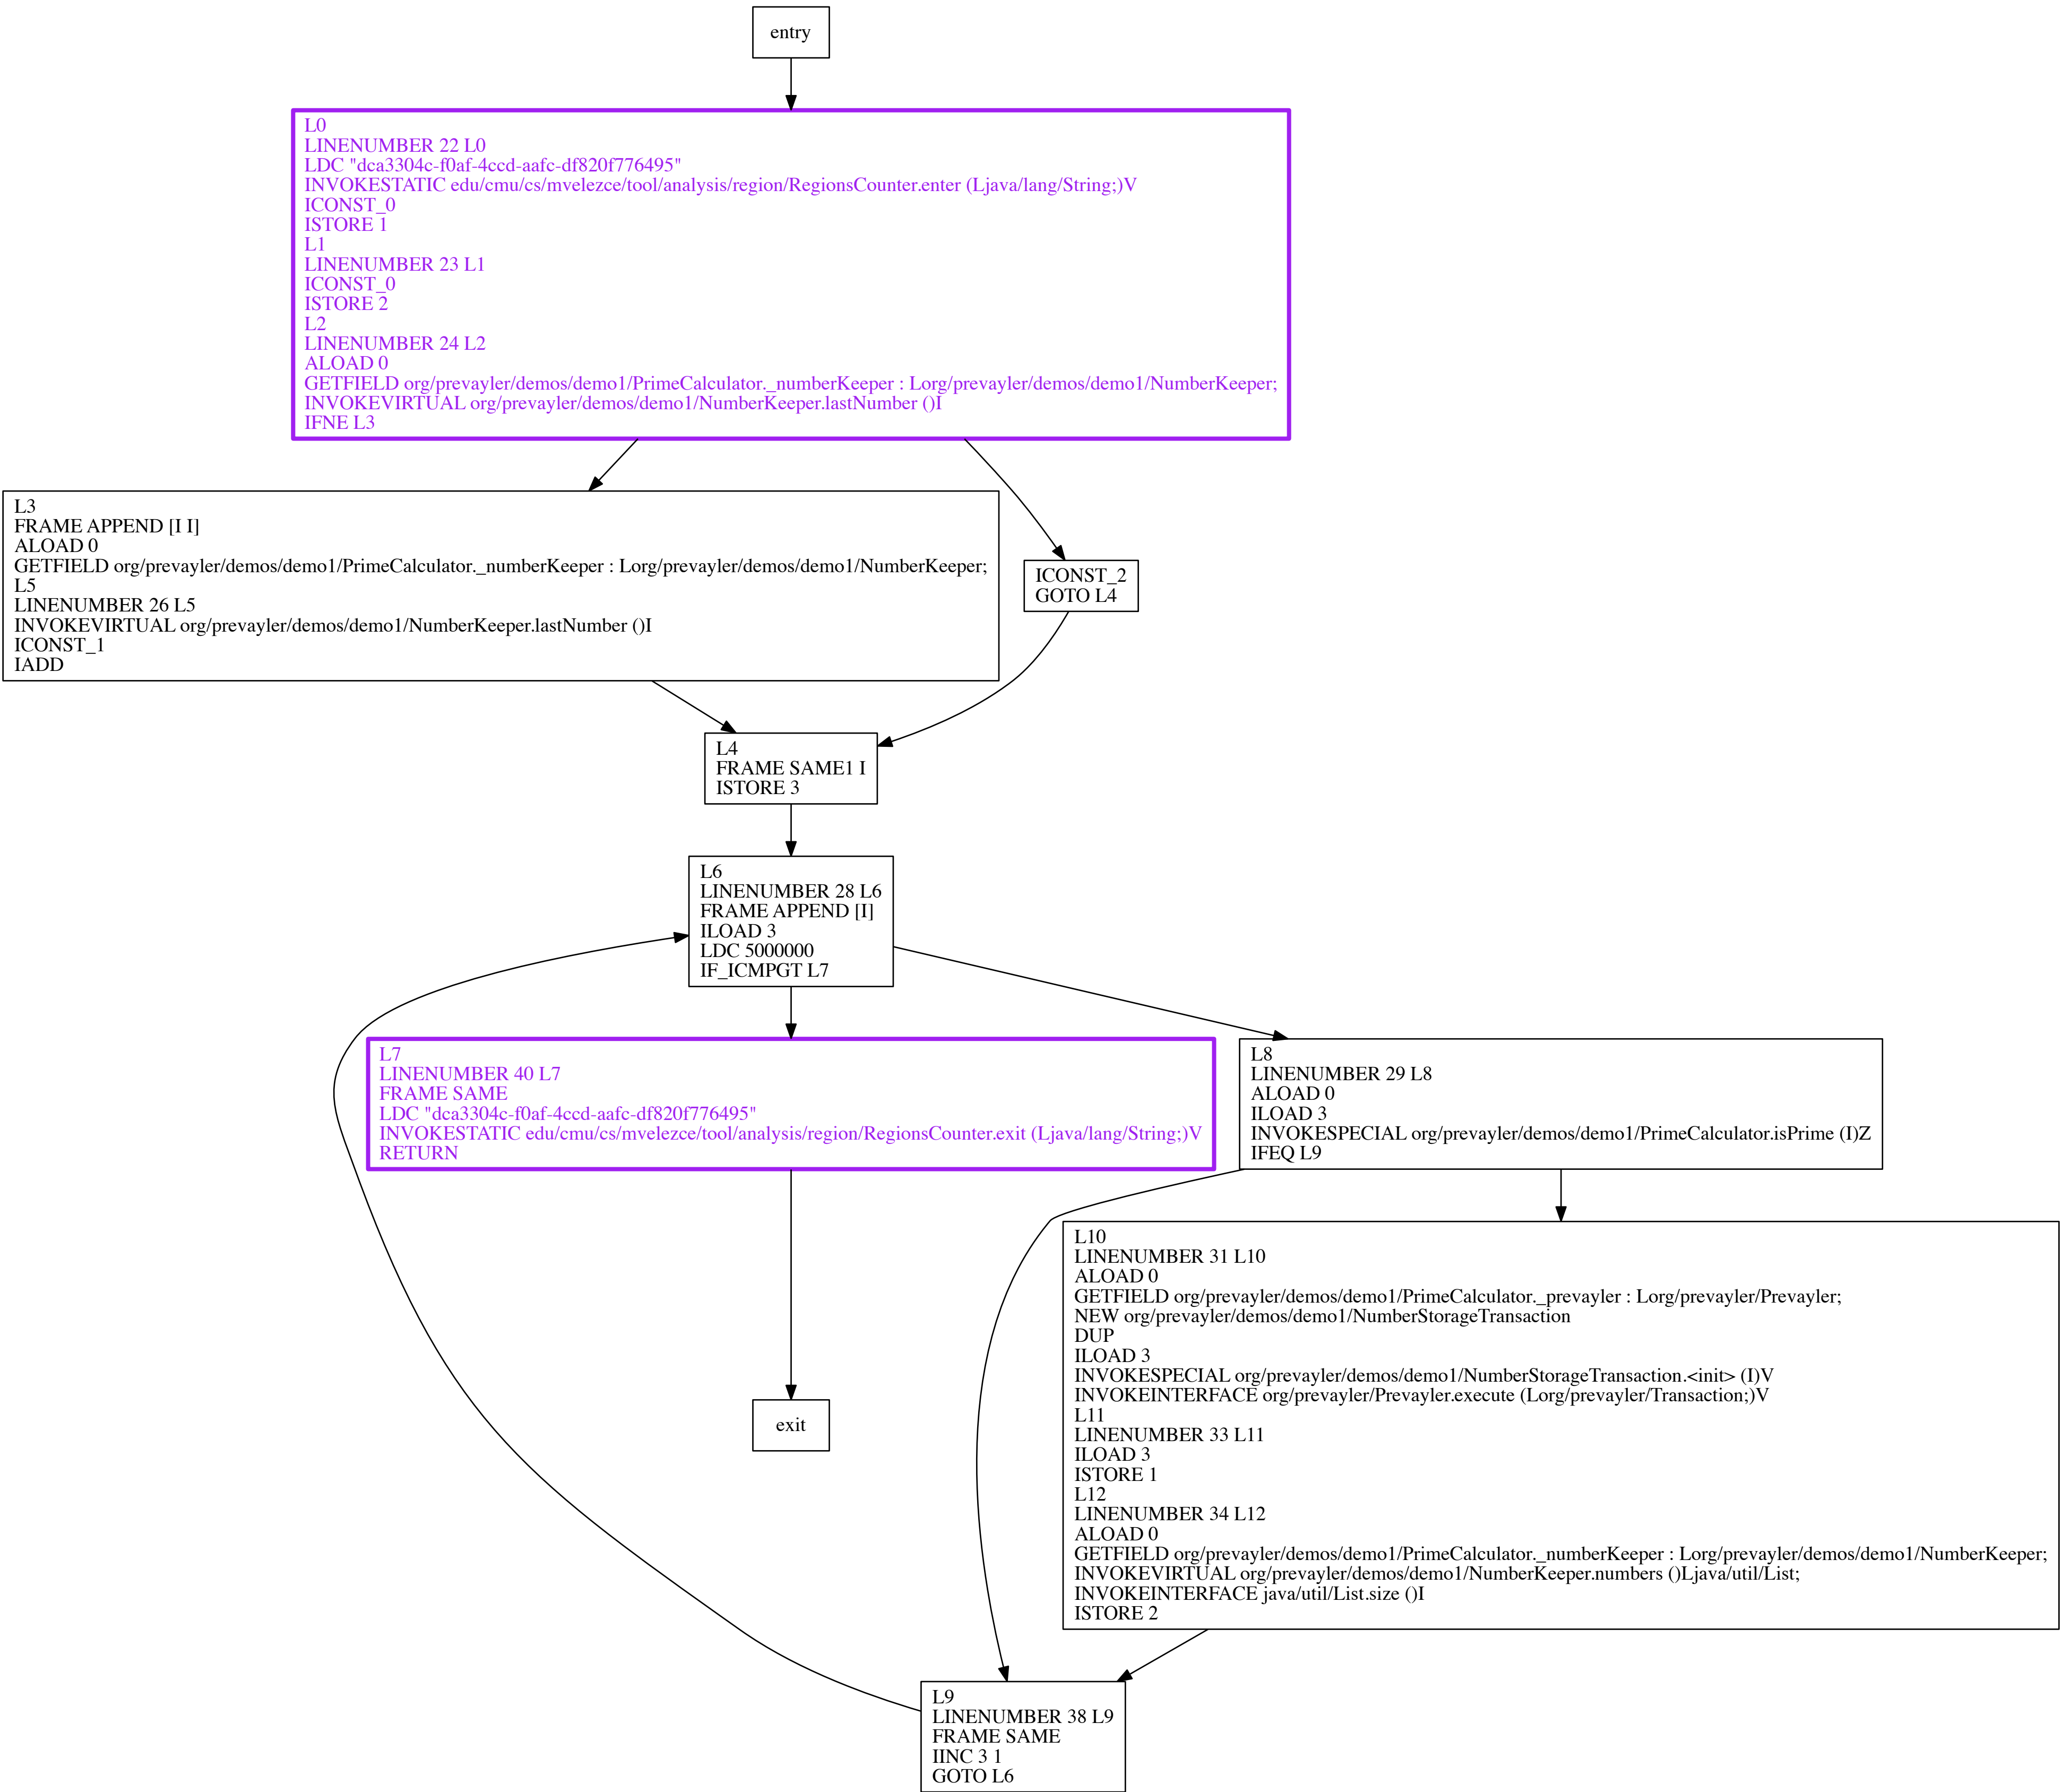 entry
L0
LINENUMBER 22 L0
LDC "dca3304c-f0af-4ccd-aafc-df820f776495"
INVOKESTATIC edu/cmu/cs/mvelezce/tool/analysis/region/RegionsCounter.enter (Ljava/lang/String;)V
ICONST_0
ISTORE 1
L1
LINENUMBER 23 L1
ICONST_0
ISTORE 2
L2
LINENUMBER 24 L2
ALOAD 0
GETFIELD org/prevayler/demos/demo1/PrimeCalculator._numberKeeper : Lorg/prevayler/demos/demo1/NumberKeeper;
INVOKEVIRTUAL org/prevayler/demos/demo1/NumberKeeper.lastNumber ()I
IFNE L3
L3
FRAME APPEND [I I]
ALOAD 0
GETFIELD org/prevayler/demos/demo1/PrimeCalculator._numberKeeper : Lorg/prevayler/demos/demo1/NumberKeeper;
L5
LINENUMBER 26 L5
INVOKEVIRTUAL org/prevayler/demos/demo1/NumberKeeper.lastNumber ()I
ICONST_1
IADD
ICONST_2
GOTO L4
L4
FRAME SAME1 I
ISTORE 3
L6
LINENUMBER 28 L6
FRAME APPEND [I]
ILOAD 3
LDC 5000000
IF_ICMPGT L7
L7
LINENUMBER 40 L7
FRAME SAME
LDC "dca3304c-f0af-4ccd-aafc-df820f776495"
INVOKESTATIC edu/cmu/cs/mvelezce/tool/analysis/region/RegionsCounter.exit (Ljava/lang/String;)V
RETURN
L8
LINENUMBER 29 L8
ALOAD 0
ILOAD 3
INVOKESPECIAL org/prevayler/demos/demo1/PrimeCalculator.isPrime (I)Z
IFEQ L9
L10
LINENUMBER 31 L10
ALOAD 0
GETFIELD org/prevayler/demos/demo1/PrimeCalculator._prevayler : Lorg/prevayler/Prevayler;
NEW org/prevayler/demos/demo1/NumberStorageTransaction
DUP
ILOAD 3
INVOKESPECIAL org/prevayler/demos/demo1/NumberStorageTransaction.<init> (I)V
INVOKEINTERFACE org/prevayler/Prevayler.execute (Lorg/prevayler/Transaction;)V
L11
LINENUMBER 33 L11
ILOAD 3
ISTORE 1
L12
LINENUMBER 34 L12
ALOAD 0
GETFIELD org/prevayler/demos/demo1/PrimeCalculator._numberKeeper : Lorg/prevayler/demos/demo1/NumberKeeper;
INVOKEVIRTUAL org/prevayler/demos/demo1/NumberKeeper.numbers ()Ljava/util/List;
INVOKEINTERFACE java/util/List.size ()I
ISTORE 2
exit
L9
LINENUMBER 38 L9
FRAME SAME
IINC 3 1
GOTO L6